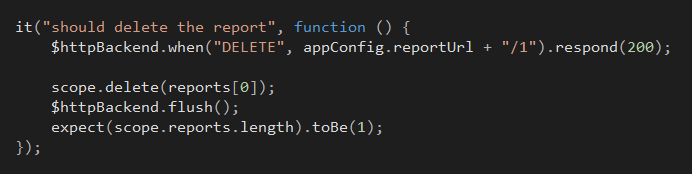 it("should delete the report", function () {
    $httpBackend.when("DELETE", appConfig.reportUrl + "/1").respond(200);

    scope.delete(reports[0]);
    $httpBackend.flush();
    expect(scope.reports.length).toBe(1);
});